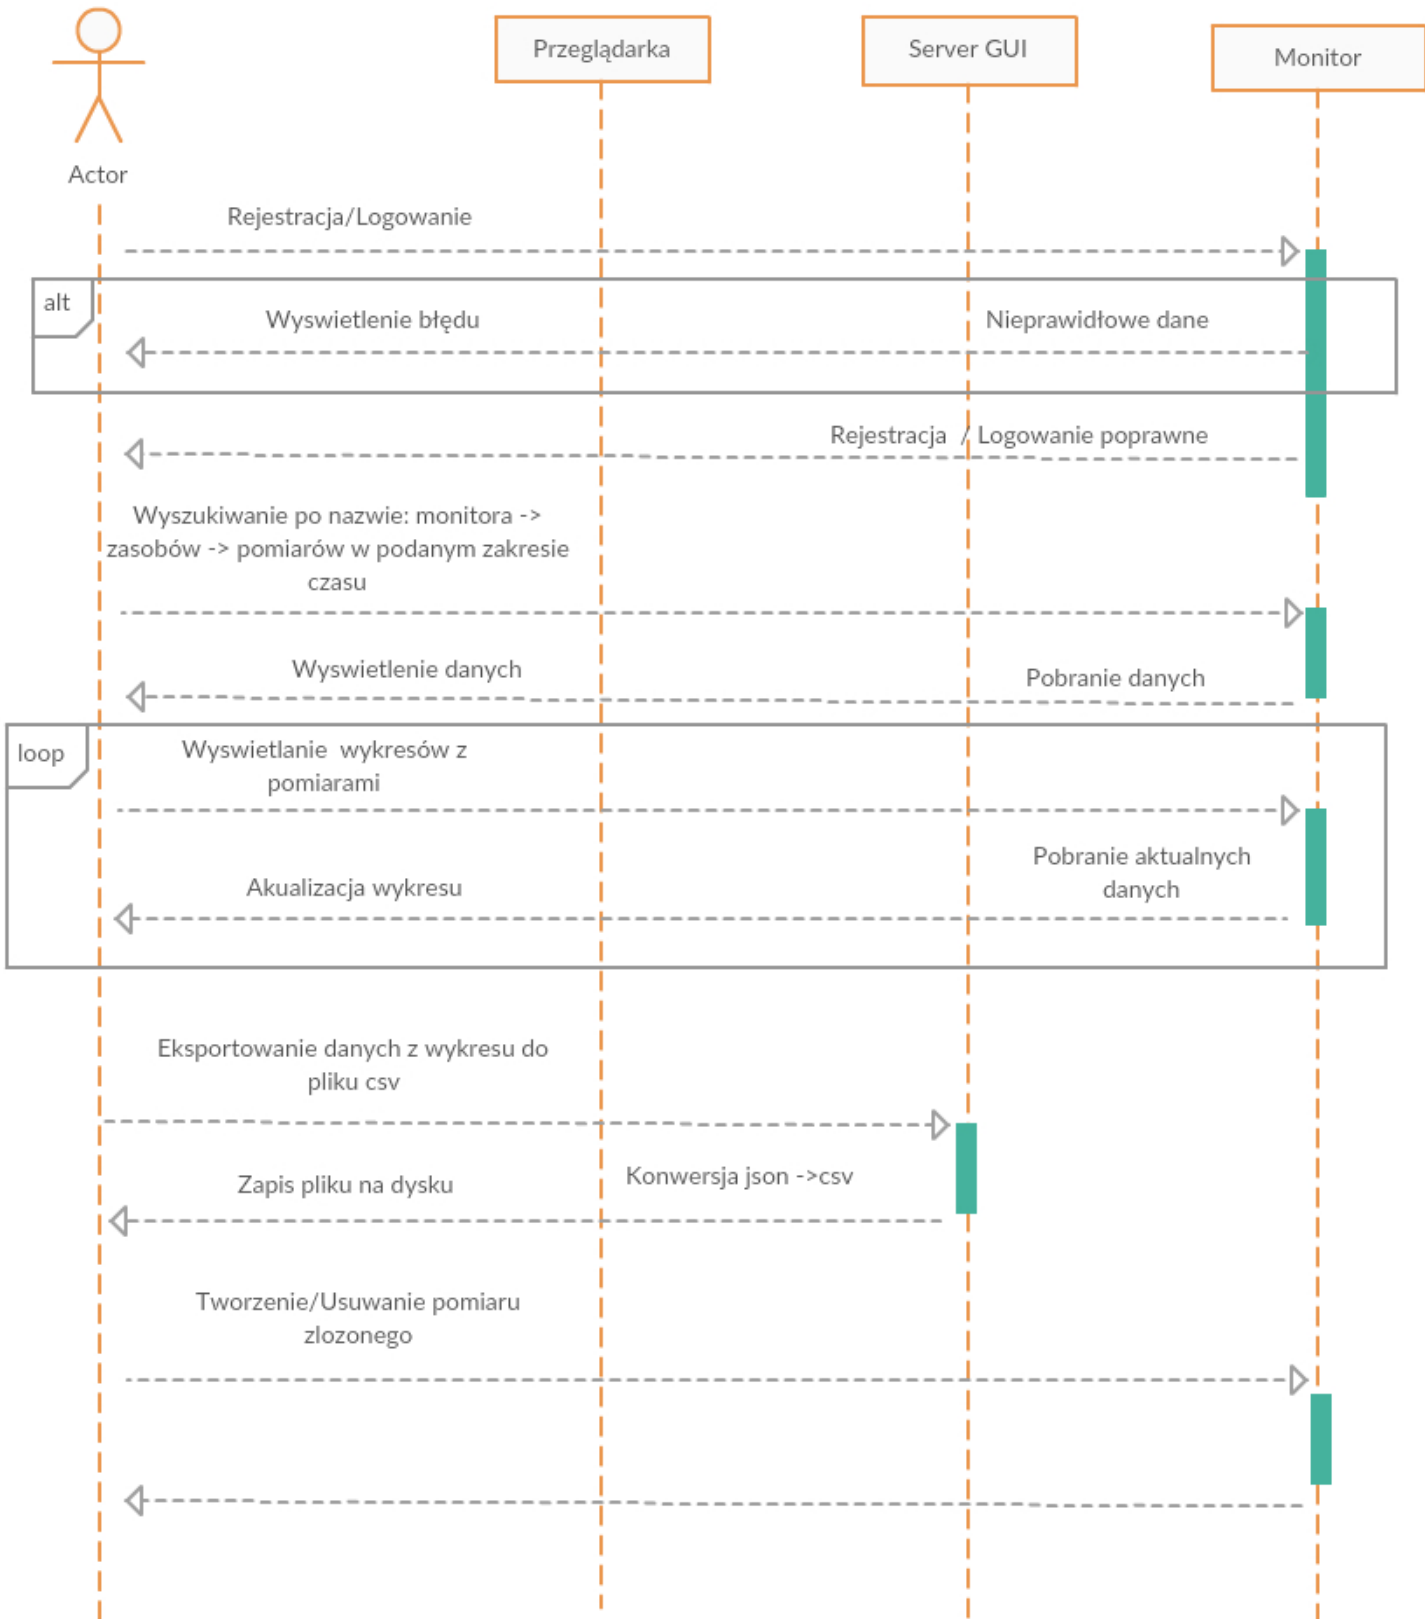 Przeglądarka
Server GUI
Monitor
Actor
Rejestracja/Logowanie
alt
Wyswietlenie błędu
Nieprawidłowe dane
Rejestracja / Logowanie poprawne
Wyszukiwanie po nazwie: monitora ->
zasobów -> pomiarów w podanym zakresie
czasu
Wyswietlenie danych
Pobranie danych
loop
Wyswietlanie wykresów z
pomiarami
Pobranie aktualnych
danych
Akualizacja wykresu
Eksportowanie danych z wykresu do
pliku csv
Konwersja json ->csv
Zapis pliku na dysku
Tworzenie/Usuwanie pomiaru
zlozonego